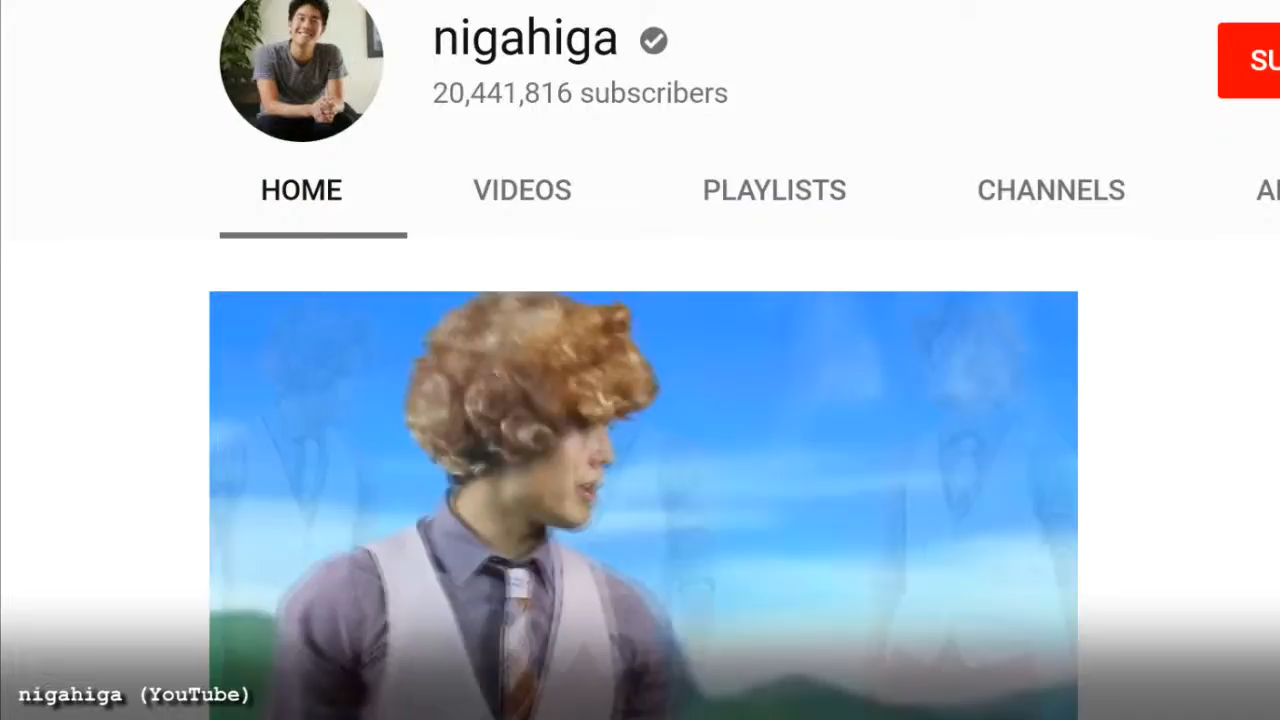 nigahiga
20,441,816 subscribers
SU
HOME VIDEOS PLAYLISTS CHANNELS
nigahiga (YouTube)